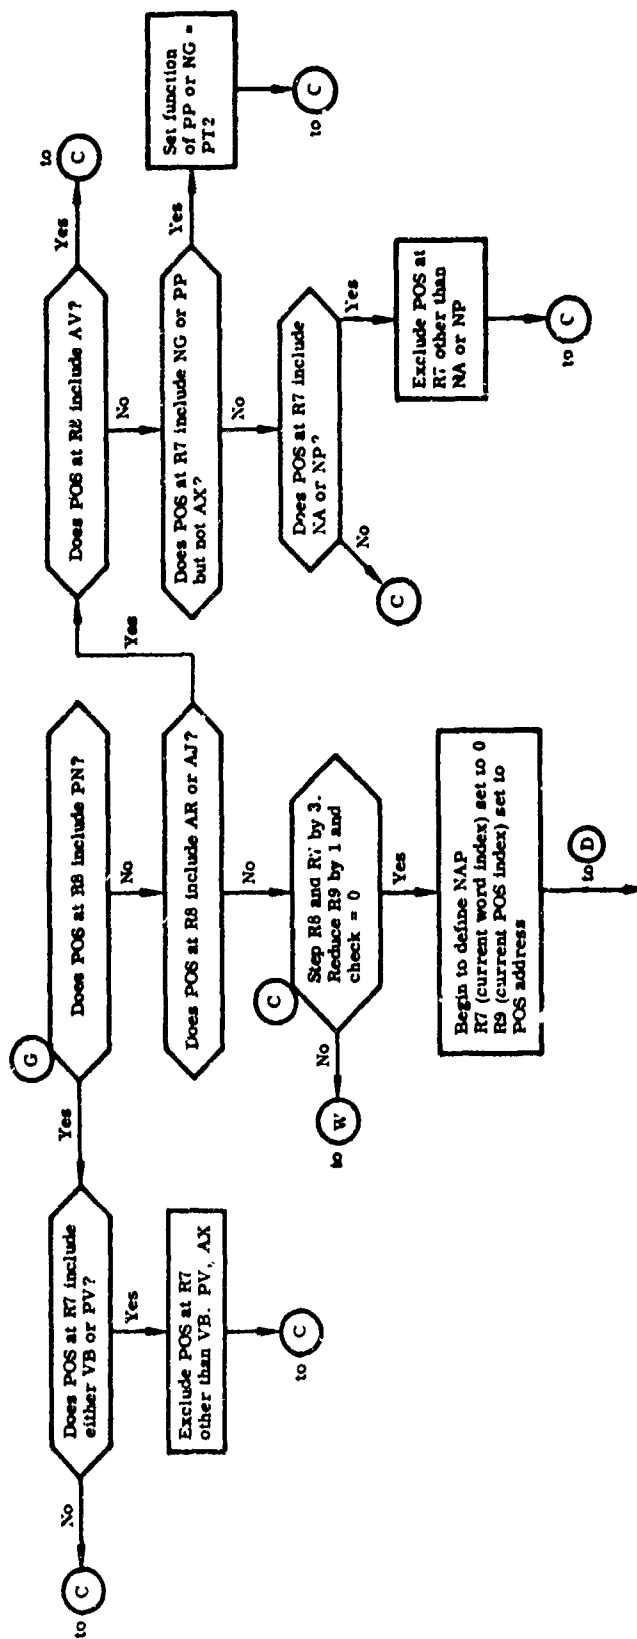 G
Does POS at R8 include PN?
Yes
No
Does POS at R7 include
either VB or PV?
No
to
C
Yes
Exclude POS at R7
other than VB. PV, AX
to
C
Does POS at R8 include AR or AJ?
Yes
No
C
Step R8 and R7 by 3.
Reduce R9 by 1 and
check = 0
No
to
W
Yes
Begin to define NAP
R7 (current word index) set to 0
R9 (current POS index) set to
POS address
to
D
Does POS at R8 include AV?
Yes
to
C
No
Does POS at R7 include NG or PP
but not AX?
Yes
Set function
of PP or NG =
PT2
to
C
No
Does POS at R7 include
NA or NP?
No
C
Yes
Exclude POS at
R7 other than
NA or NP
to
C